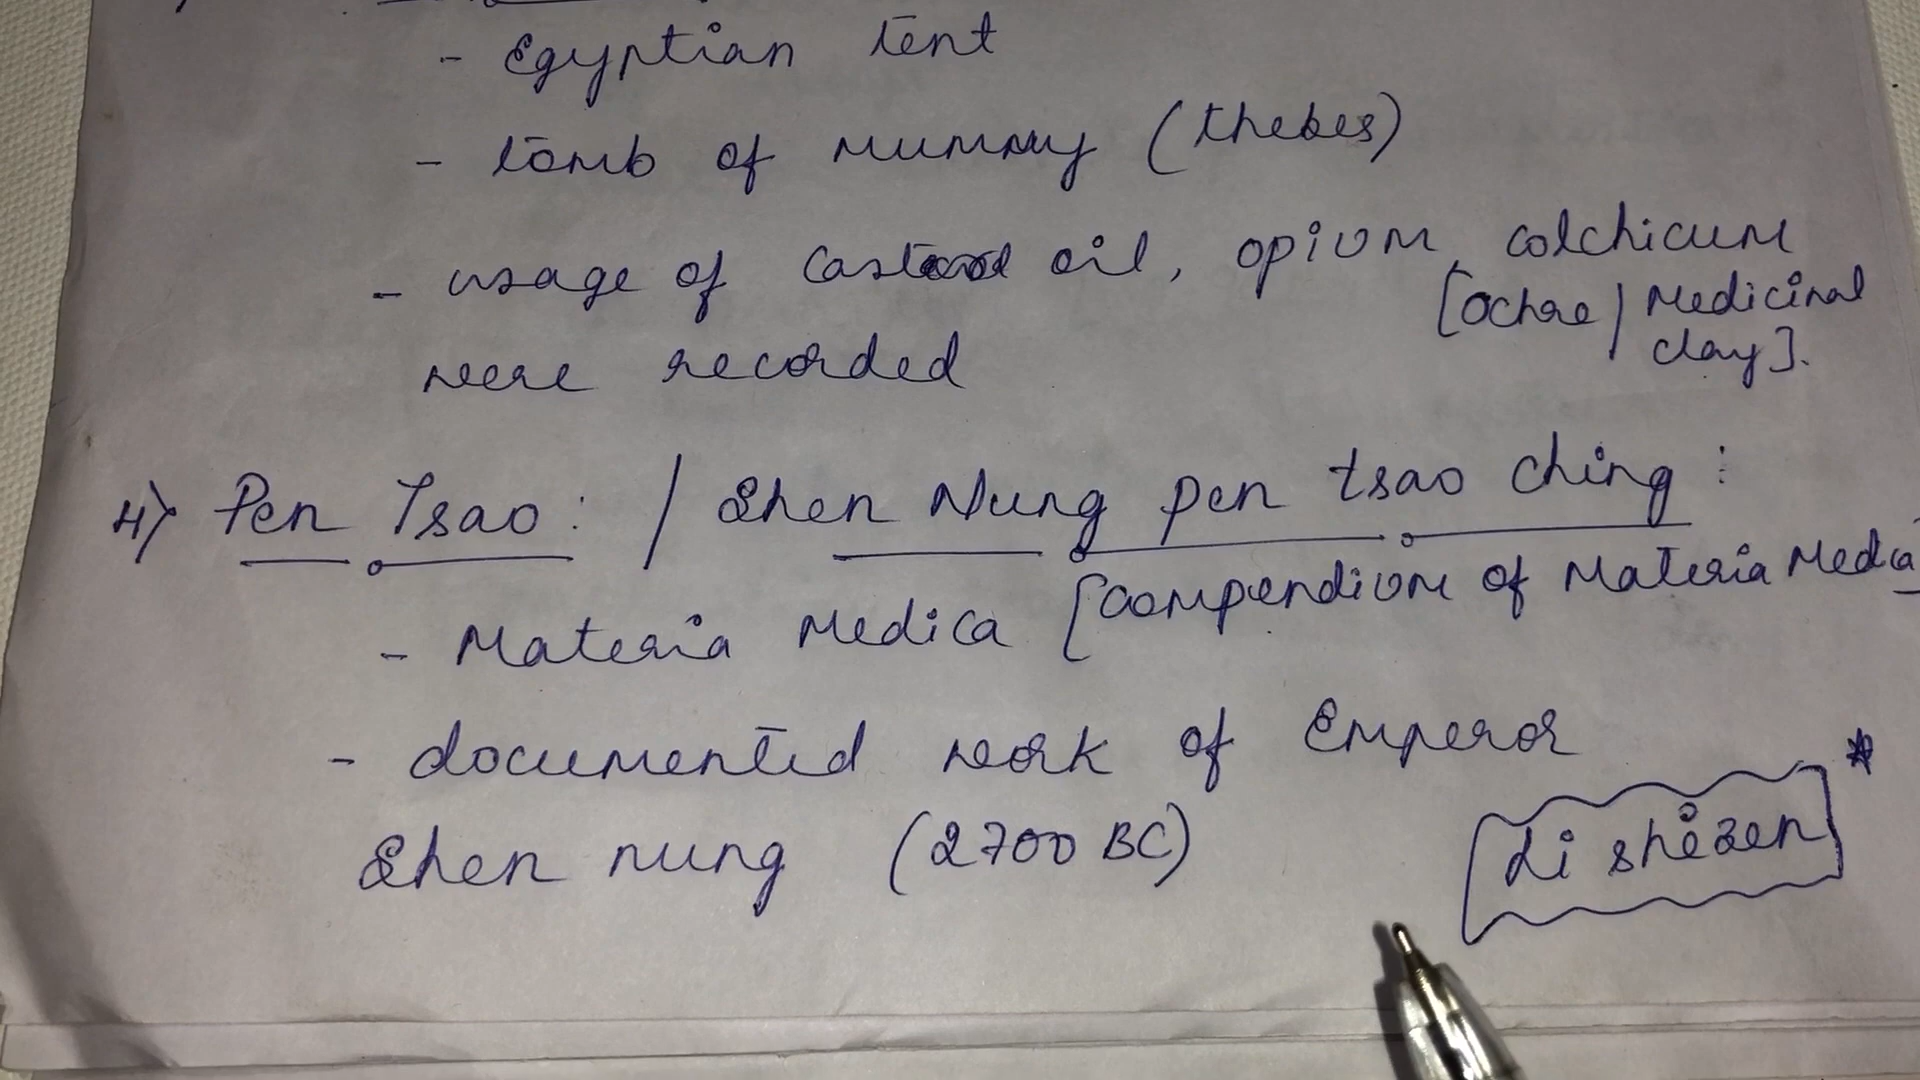 - Egyptian tent
- tomb of mummy (thebes)
- usage of castor oil, opium, colchicum
[Ochre / Medicinal clay].
were recorded
4) Pen Tsao: / Shen Nung pen tsao ching:
- Materia Medica [Compendium of Materia Medica
- documented work of Emperor
Shen nung (2700 BC)
Li shizen *